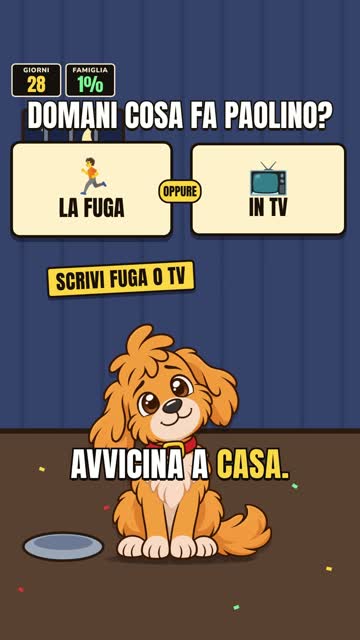 GIORNI
28
FAMIGLIA
1%
DOMANI COSA FA PAOLINO?
LA FUGA
OPPURE
IN TV
SCRIVI FUGA O TV
AVVICINA A CASA.